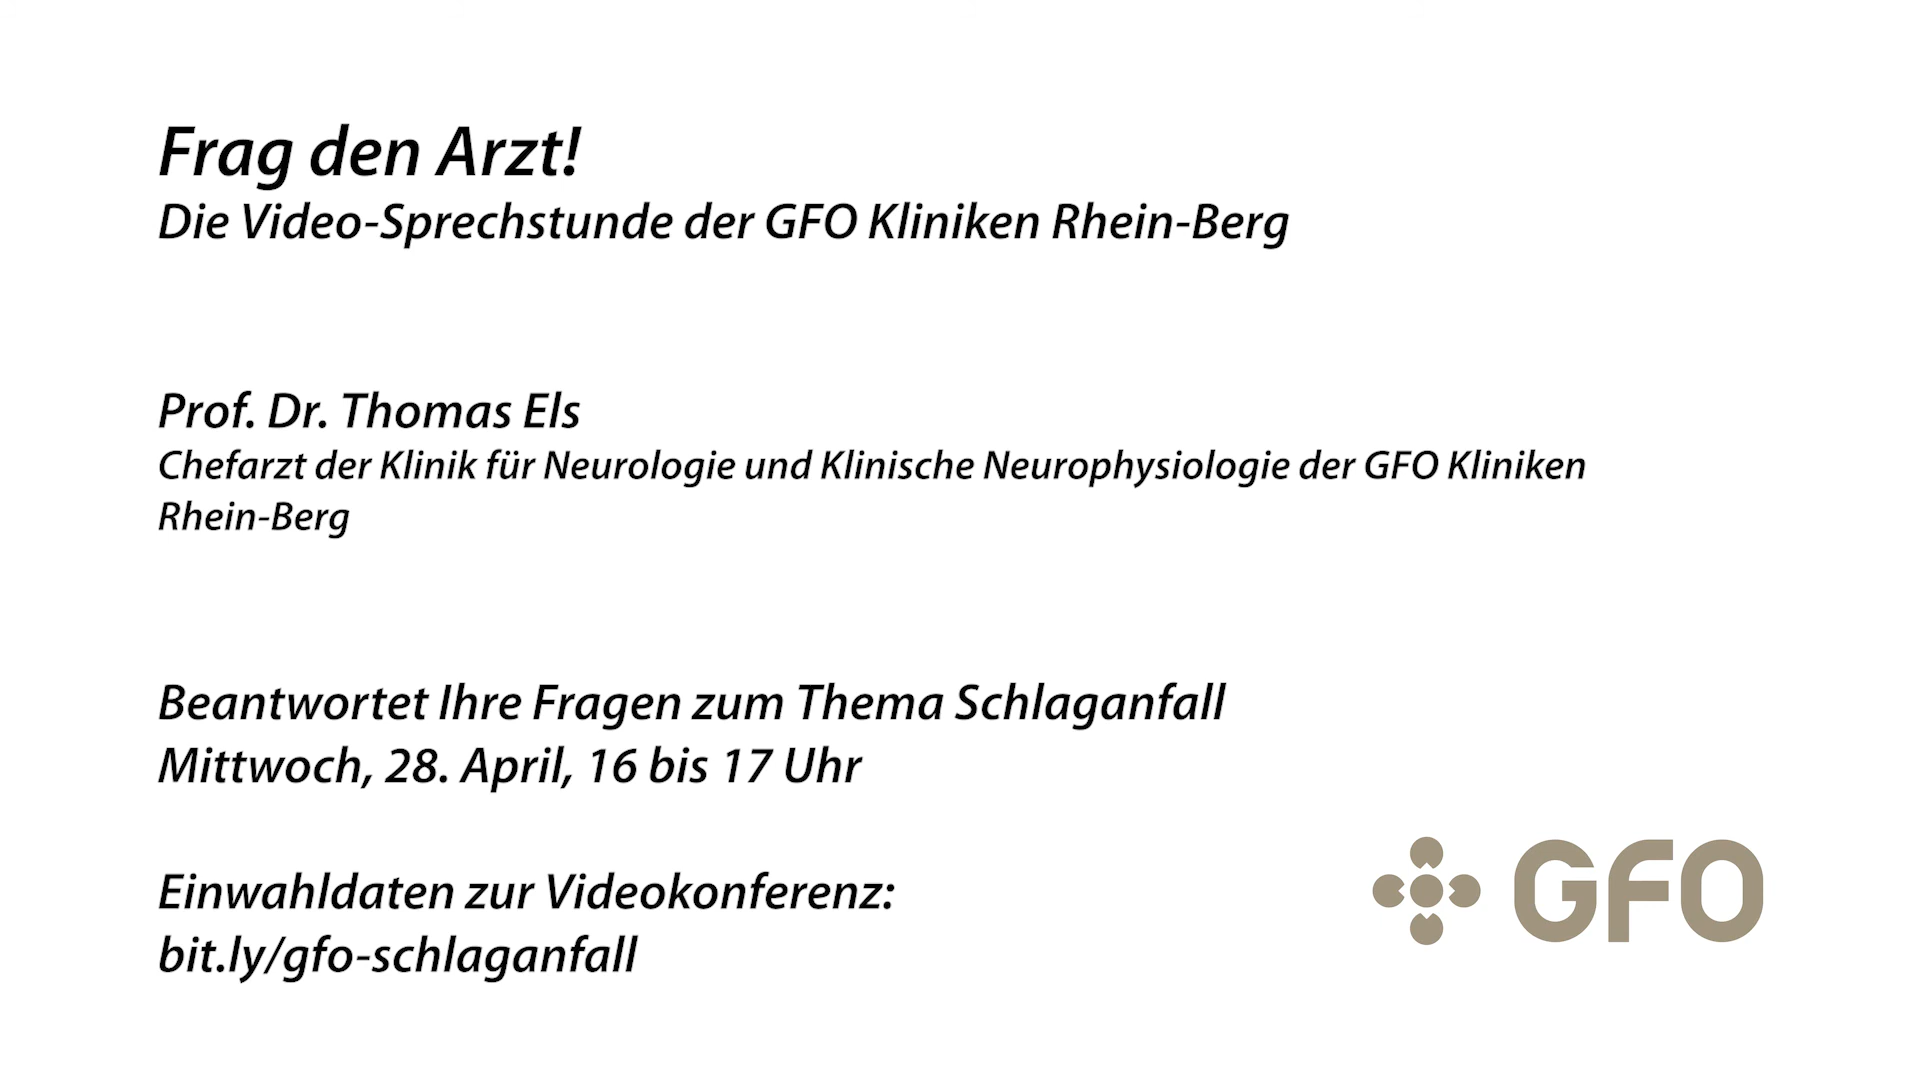 Frag den Arzt!
Die Video-Sprechstunde der GFO Kliniken Rhein-Berg
Prof. Dr. Thomas Els
Chefarzt der Klinik für Neurologie und Klinische Neurophysiologie der GFO Kliniken
Rhein-Berg
Beantwortet Ihre Fragen zum Thema Schlaganfall
Mittwoch, 28. April, 16 bis 17 Uhr
Einwahldaten zur Videokonferenz:
bit.ly/gfo-schlaganfall
GFO